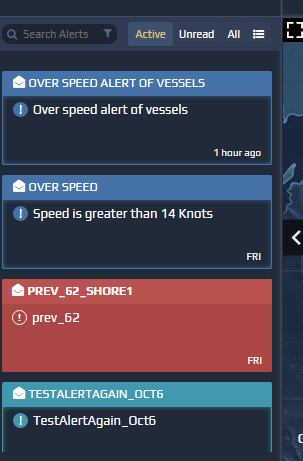 Search Alerts
Active Unread All
OVER SPEED ALERT OF VESSELS
Over speed alert of vessels
1 hour ago
OVER SPEED
Speed is greater than 14 Knots
FRI
PREV_62_SHORE1
prev_62
FRI
TESTALERTAGAIN_OCT6
TestAlertAgain_Oct6